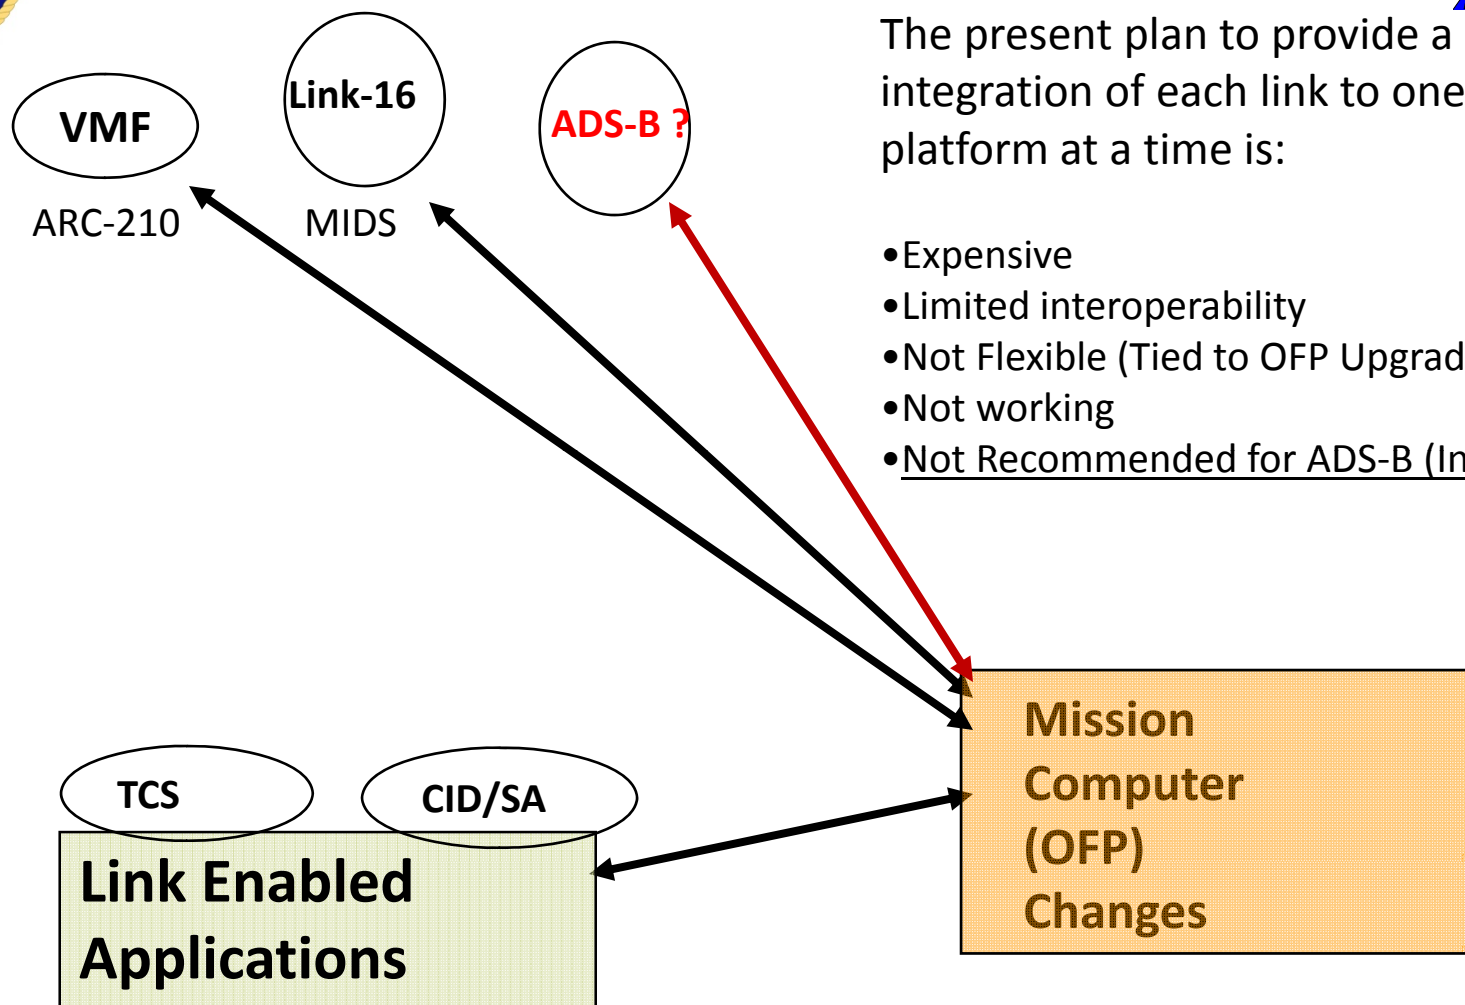 The present plan to provide a
integration of each link to one
platform at a time is:
•Expensive
•Limited interoperability
•Not Flexible (Tied to OFP Upgrad
•Not working
•Not Recommended for ADS-B (In
VMF
Link-16
ADS-B ?
ARC-210
MIDS
Mission
Computer
(OFP)
Changes
TCS
CID/SA
Link Enabled
Applications